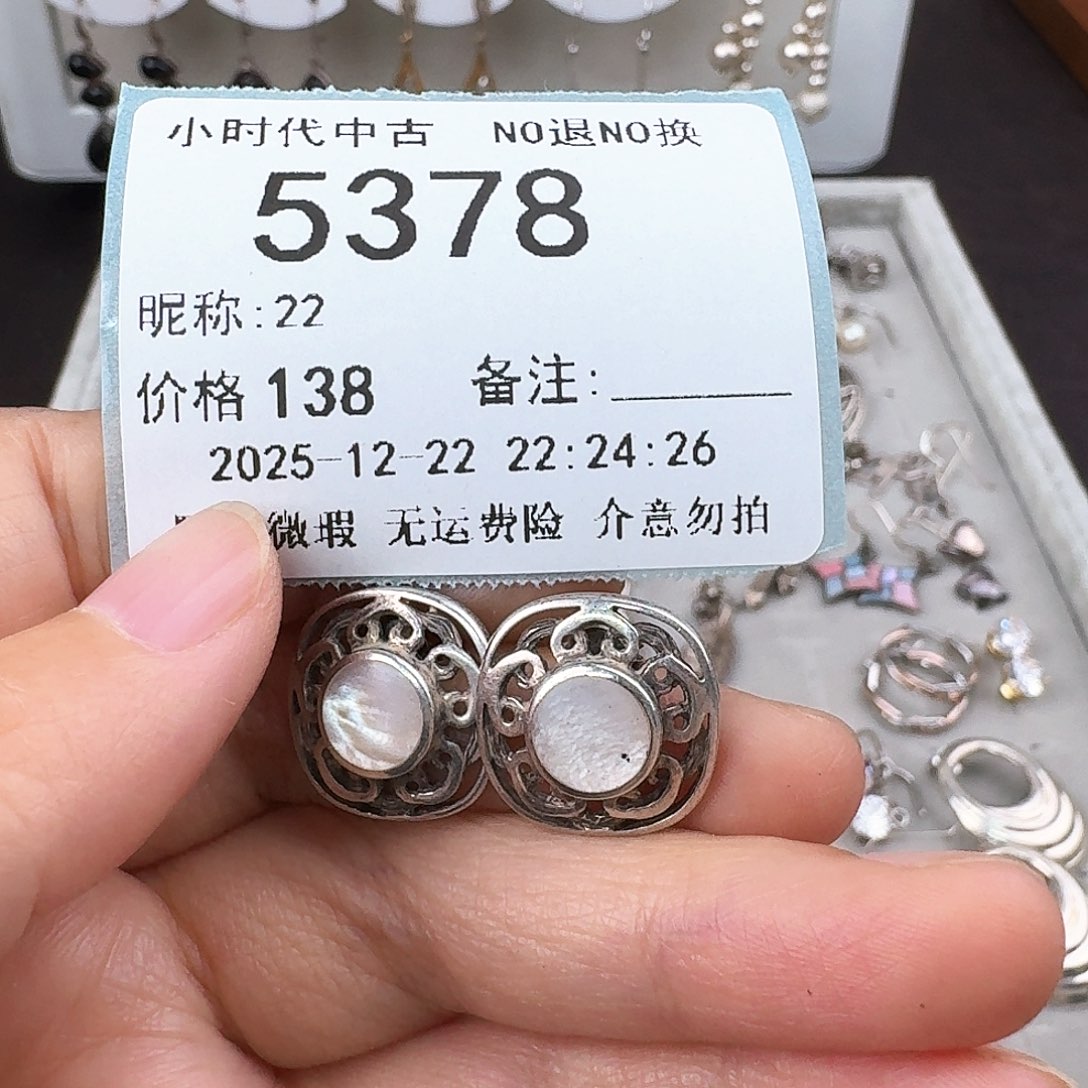 小时代中古 NO退NO换
5378
昵称:22
价格 138 备注:
2025-12-22 22:24:26
微瑕 无运费险 介意勿拍